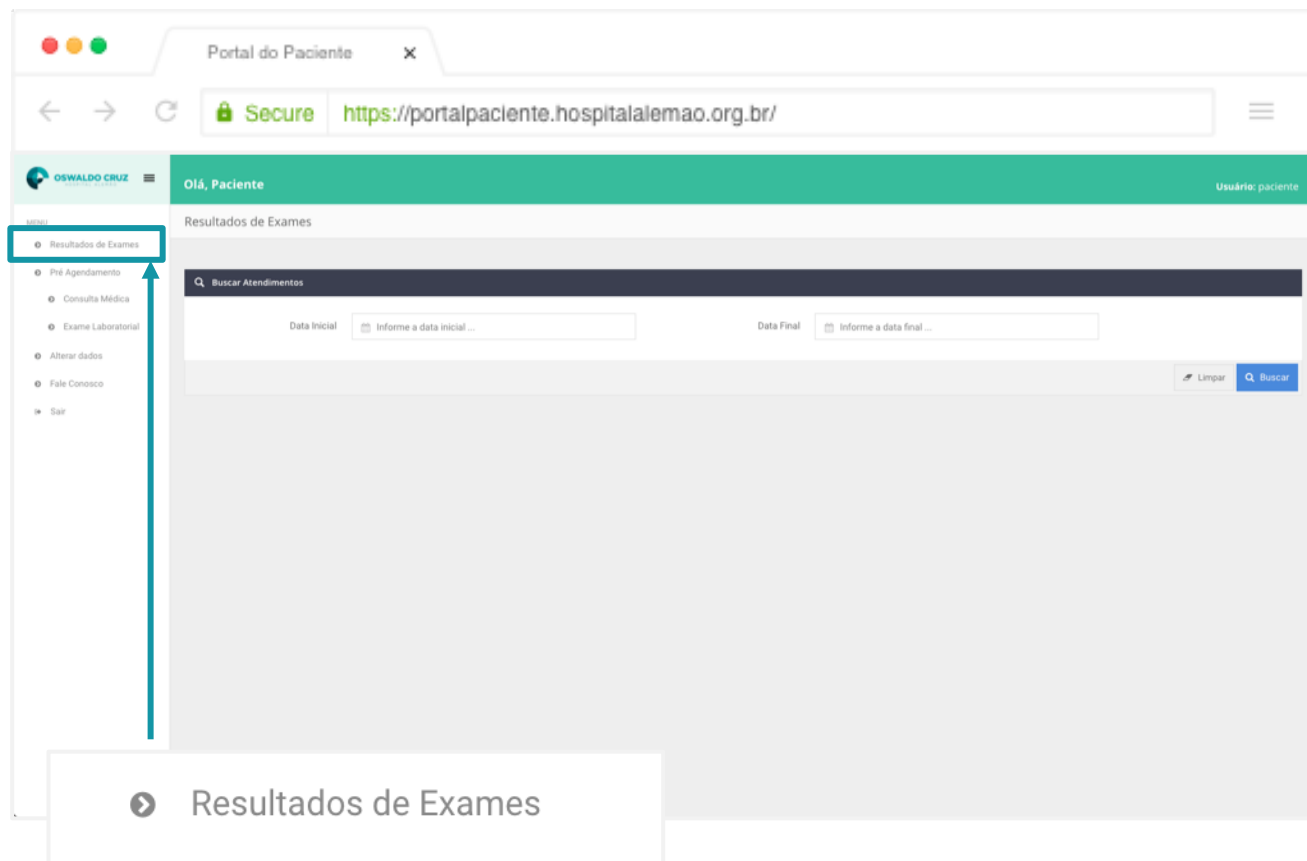 Portal do Paciente
Secure https://portalpaciente.hospitalalemao.org.br/
OSWALDO CRUZ
Olá, Paciente
Usuário: paciente
MENU
Resultados de Exames
Resultados de Exames
Pré Agendamento
Consulta Médica
Exame Laboratorial
Alterar dados
Fale Conosco
Sair
Buscar Atendimentos
Data Inicial Informe a data inicial ... Data Final Informe a data final ...
Limpar Buscar
Resultados de Exames